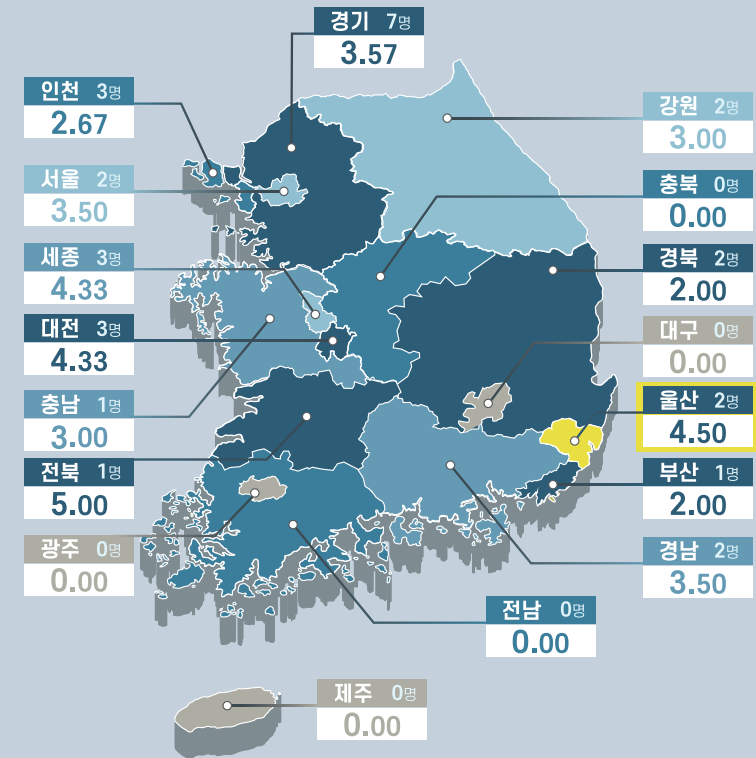 경기 7명
3.57
인천 3명
2.67
강원 2명
3.00
서울 2명
3.50
충북 0명
0.00
세종 3명
4.33
경북 2명
2.00
대전 3명
4.33
대구 0명
0.00
충남 1명
3.00
울산 2명
4.50
전북 1명
5.00
부산 1명
2.00
광주 0명
0.00
경남 2명
3.50
전남 0명
0.00
제주 0명
0.00